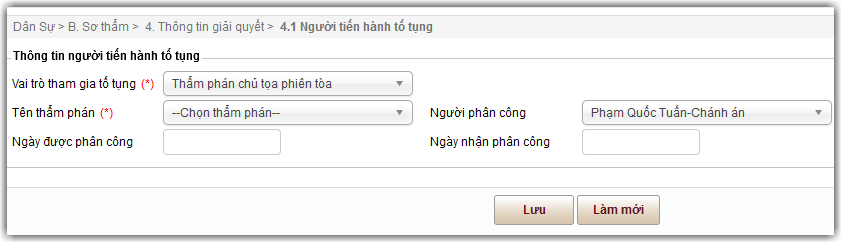 Dân Sự > B. Sơ thẩm > 4. Thông tin giải quyết > 4.1 Người tiến hành tố tụng
Thông tin người tiến hành tố tụng
Vai trò tham gia tố tụng (*) Thẩm phán chủ tọa phiên tòa
Tên thẩm phán (*) --Chọn thẩm phán-- Người phân công Phạm Quốc Tuấn-Chánh án
Ngày được phân công Ngày nhận phân công
Lưu Làm mới